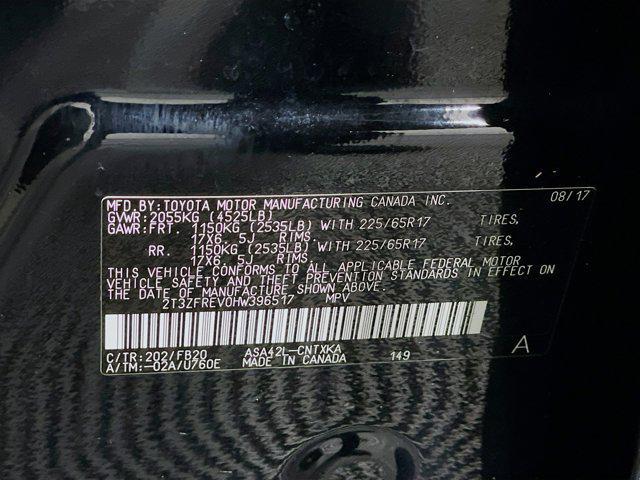 MFD.BY:TOYOTA MOTOR MANUFACTURING CANADA INC. 08/17
GVWR:2055KG (4525LB)
GAWR:FRT. 1150KG (2535LB) WITH 225/65R17 TIRES,
17X6.5J RIMS
RR. 1150KG (2535LB) WITH 225/65R17 TIRES,
17X6.5J RIMS
THIS VEHICLE CONFORMS TO ALL APPLICABLE FEDERAL MOTOR
VEHICLE SAFETY AND THEFT PREVENTION STANDARDS IN EFFECT ON
THE DATE OF MANUFACTURE SHOWN ABOVE.
2T3ZFREV0HW396517 MPV
C/TR:202/FB20 ASA42L-CNTXKA 149 A
A/TM:-02A/U760E MADE IN CANADA